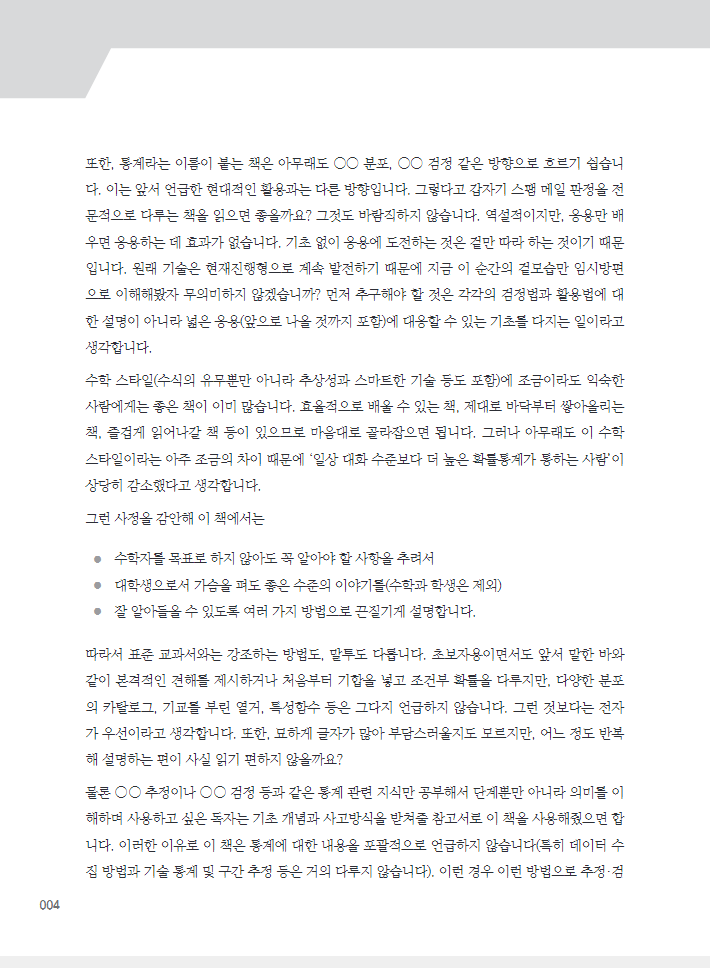 또한, 통계라는 이름이 붙는 책은 아무래도 ○○ 분포, ○○ 검정 같은 방향으로 흐르기 쉽습니
다. 이는 앞서 언급한 현대적인 활용과는 다른 방향입니다. 그렇다고 갑자기 스팸 메일 판정을 전
문적으로 다루는 책을 읽으면 좋을까요? 그것도 바람직하지 않습니다. 역설적이지만, 응용만 배
우면 응용하는 데 효과가 없습니다. 기초 없이 응용에 도전하는 것은 겉만 따라 하는 것이기 때문
입니다. 원래 기술은 현재진행형으로 계속 발전하기 때문에 지금 이 순간의 겉모습만 임시방편
으로 이해해봤자 무의미하지 않겠습니까? 먼저 추구해야 할 것은 각각의 검정법과 활용법에 대
한 설명이 아니라 넓은 응용(앞으로 나올 것까지 포함)에 대응할 수 있는 기초를 다지는 일이라고
생각합니다.
수학 스타일(수식의 유무뿐만 아니라 추상성과 스마트한 기술 등도 포함)에 조금이라도 익숙한
사람에게는 좋은 책이 이미 많습니다. 효율적으로 배울 수 있는 책, 제대로 바닥부터 쌓아올리는
책, 즐겁게 읽어나갈 책 등이 있으므로 마음대로 골라잡으면 됩니다. 그러나 아무래도 이 수학
스타일이라는 아주 조금의 차이 때문에 ‘일상 대화 수준보다 더 높은 확률통계가 통하는 사람’이
상당히 감소했다고 생각합니다.
그런 사정을 감안해 이 책에서는
● 수학자를 목표로 하지 않아도 꼭 알아야 할 사항을 추려서
● 대학생으로서 가슴을 펴도 좋은 수준의 이야기를(수학과 학생은 제외)
● 잘 알아들을 수 있도록 여러 가지 방법으로 끈질기게 설명합니다.
따라서 표준 교과서와는 강조하는 방법도, 말투도 다릅니다. 초보자용이면서도 앞서 말한 바와
같이 본격적인 견해를 제시하거나 처음부터 기합을 넣고 조건부 확률을 다루지만, 다양한 분포
의 카탈로그, 기교를 부린 열거, 특성함수 등은 그다지 언급하지 않습니다. 그런 것보다는 전자
가 우선이라고 생각합니다. 또한, 묘하게 글자가 많아 부담스러울지도 모르지만, 어느 정도 반복
해 설명하는 편이 사실 읽기 편하지 않을까요?
물론 ○○ 추정이나 ○○ 검정 등과 같은 통계 관련 지식만 공부해서 단계뿐만 아니라 의미를 이
해하며 사용하고 싶은 독자는 기초 개념과 사고방식을 받쳐줄 참고서로 이 책을 사용해줬으면 합
니다. 이러한 이유로 이 책은 통계에 대한 내용을 포괄적으로 언급하지 않습니다(특히 데이터 수
집 방법과 기술 통계 및 구간 추정 등은 거의 다루지 않습니다). 이런 경우 이런 방법으로 추정·검
004